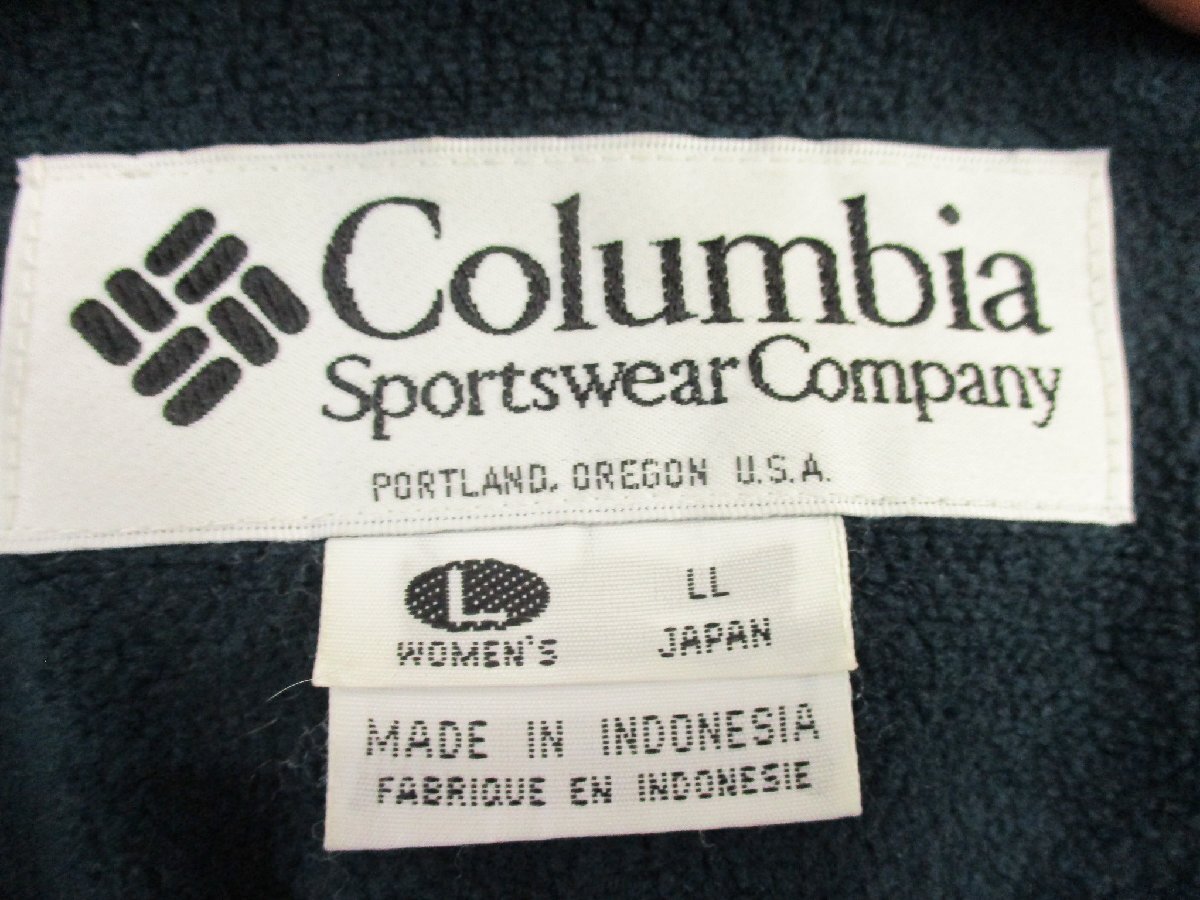 Columbia
Sportswear Company
PORTLAND, OREGON U.S.A.
L LL
WOMEN'S JAPAN
MADE IN INDONESIA
FABRIQUE EN INDONESIE